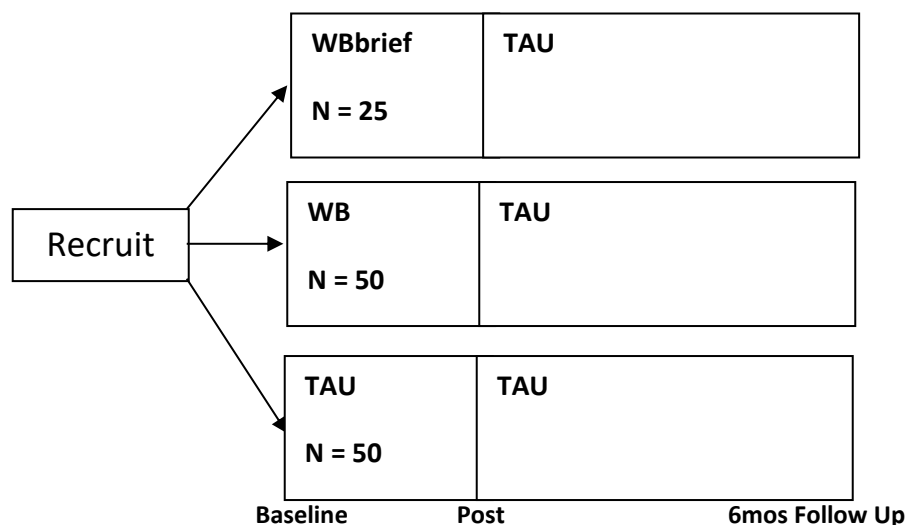 WBbrief
TAU
N = 25
Recruit
WB
TAU
N = 50
TAU
TAU
N = 50
Baseline
Post
6mos Follow Up